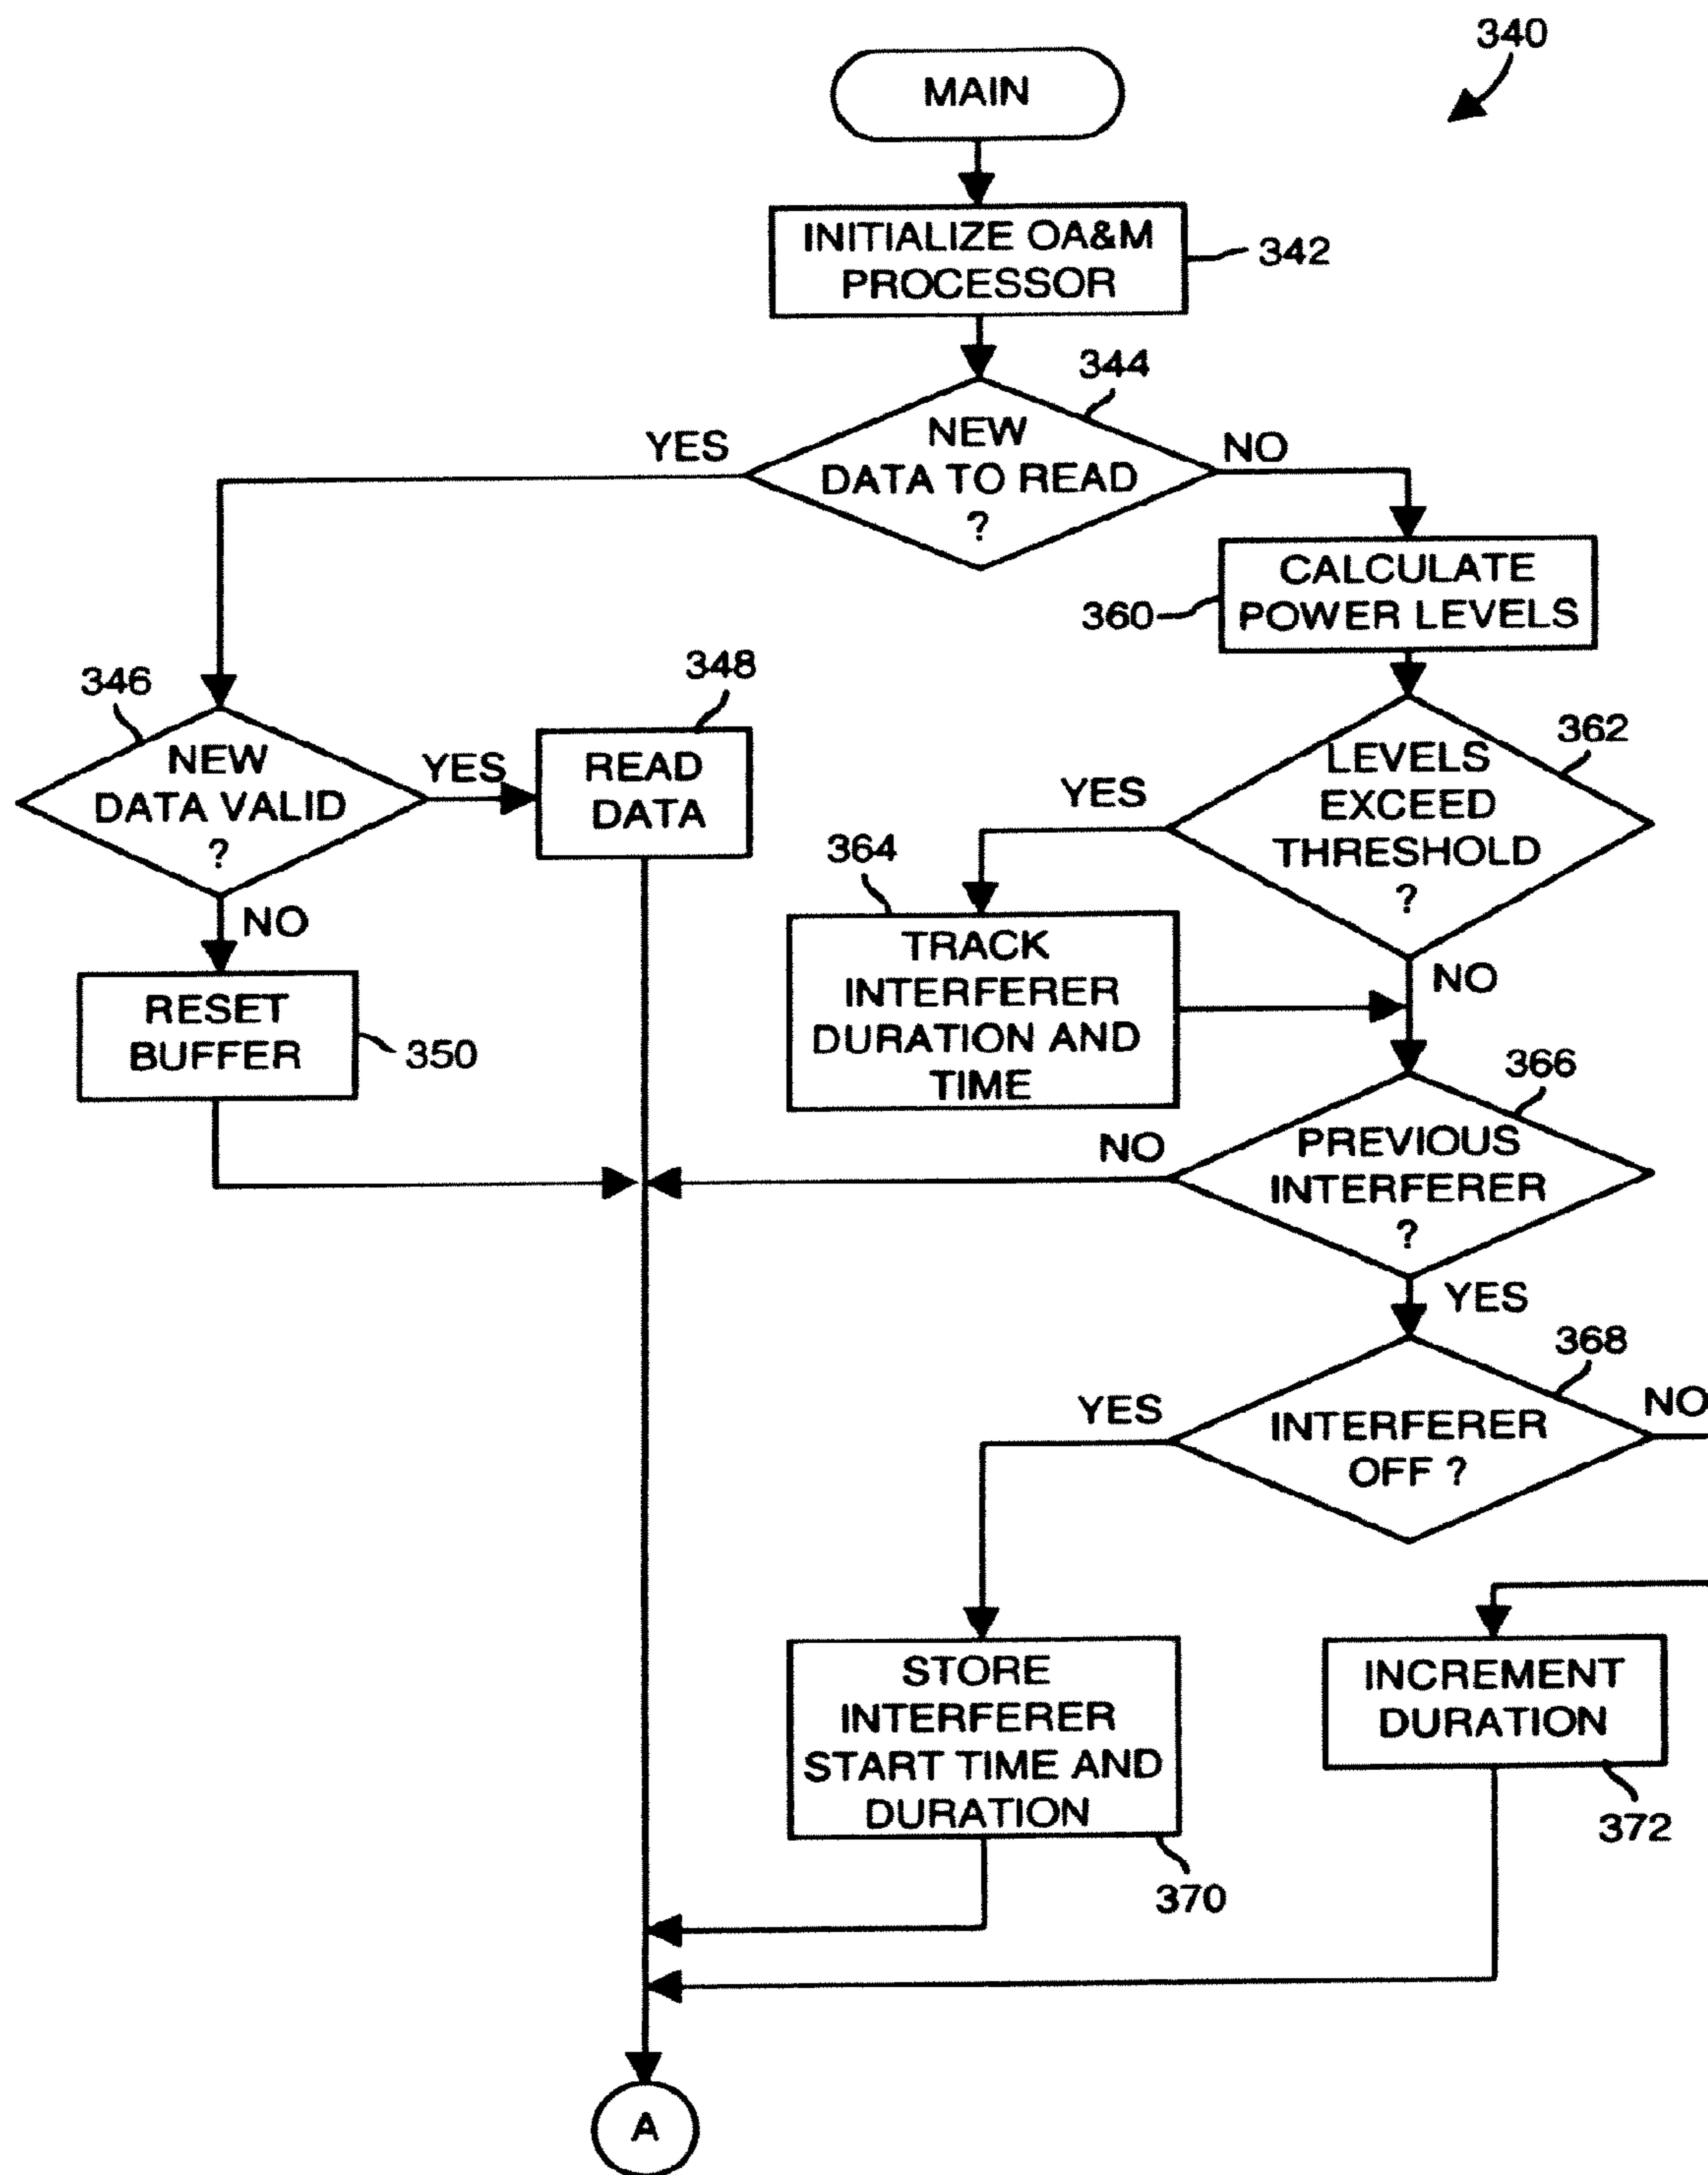 340
MAIN
INITIALIZE OA&M
PROCESSOR
342
344
NEW
DATA TO READ
?
YES
NO
CALCULATE
POWER LEVELS
360
346
NEW
DATA VALID
?
YES
348
READ
DATA
362
LEVELS
EXCEED
THRESHOLD
?
YES
364
TRACK
INTERFERER
DURATION AND
TIME
NO
NO
RESET
BUFFER
350
366
PREVIOUS
INTERFERER
?
NO
YES
368
INTERFERER
OFF ?
YES
NO
STORE
INTERFERER
START TIME AND
DURATION
370
INCREMENT
DURATION
372
A